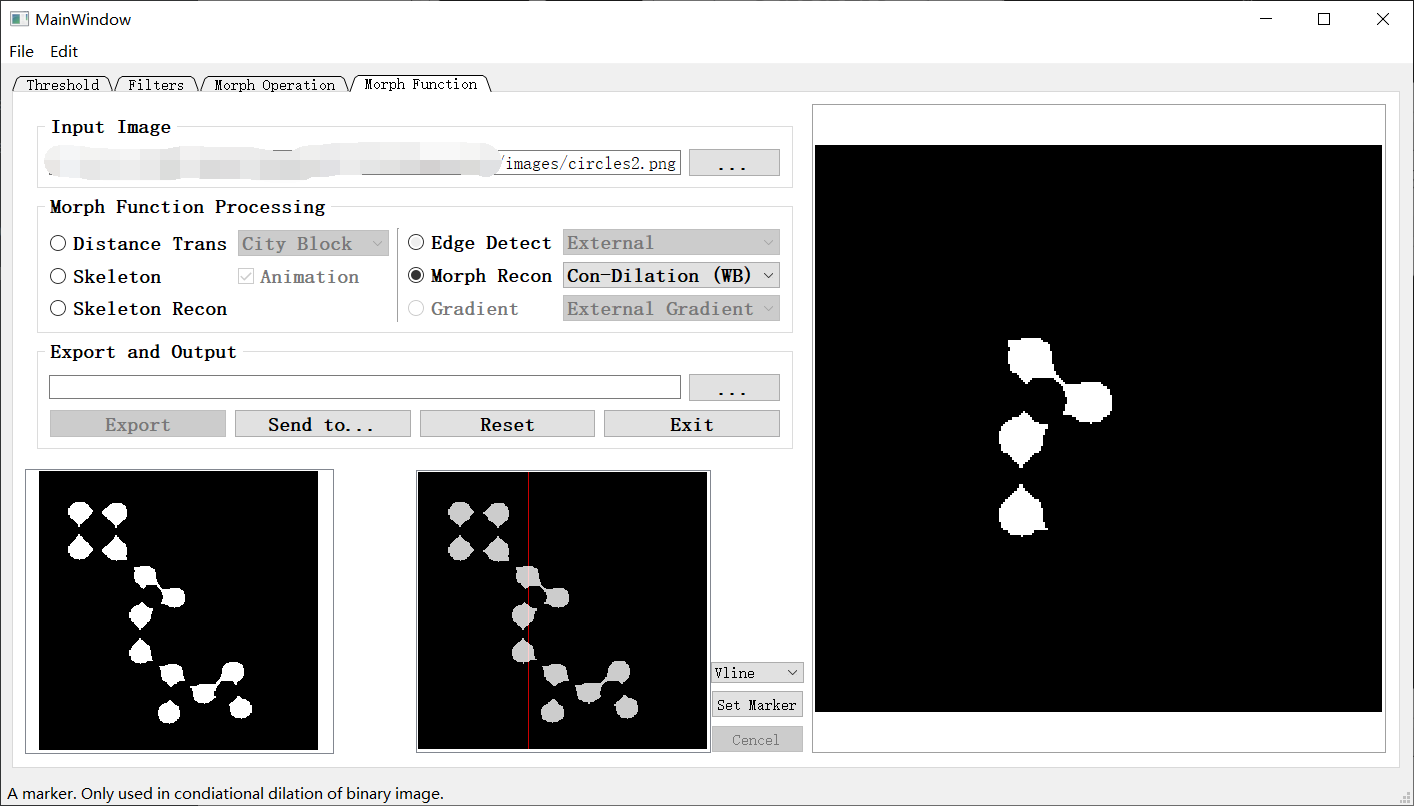 MainWindow
File Edit
Threshold Filters Morph Operation Morph Function
Input Image
/images/circles2.png ...
Morph Function Processing
Distance Trans City Block Edge Detect External
Skeleton Animation Morph Recon Con-Dilation (WB)
Skeleton Recon Gradient External Gradient
Export and Output
...
Export Send to... Reset Exit
Vline
Set Marker
Cencel
A marker. Only used in condiational dilation of binary image.